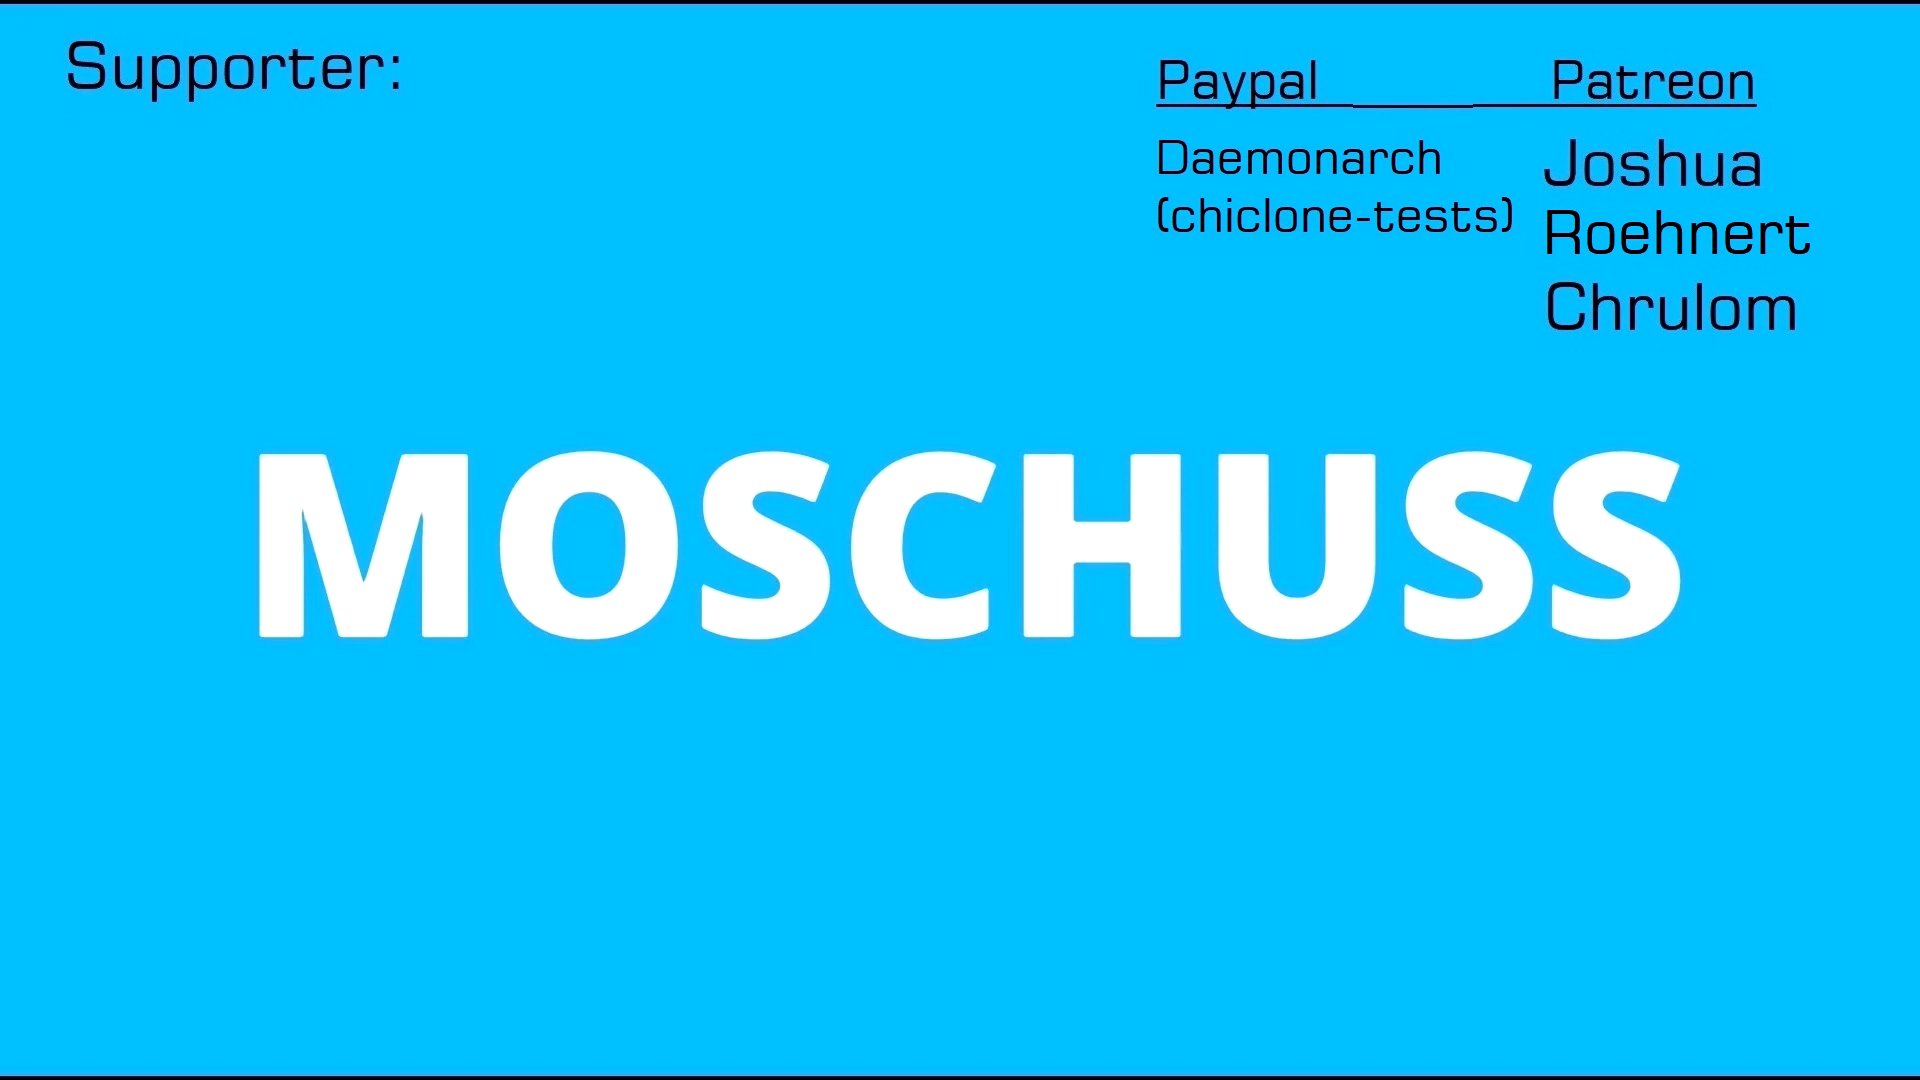 Supporter:
Paypal Patreon
Daemonarch
(chiclone-tests)
Joshua
Roehnert
Chrulom
MOSCHUSS